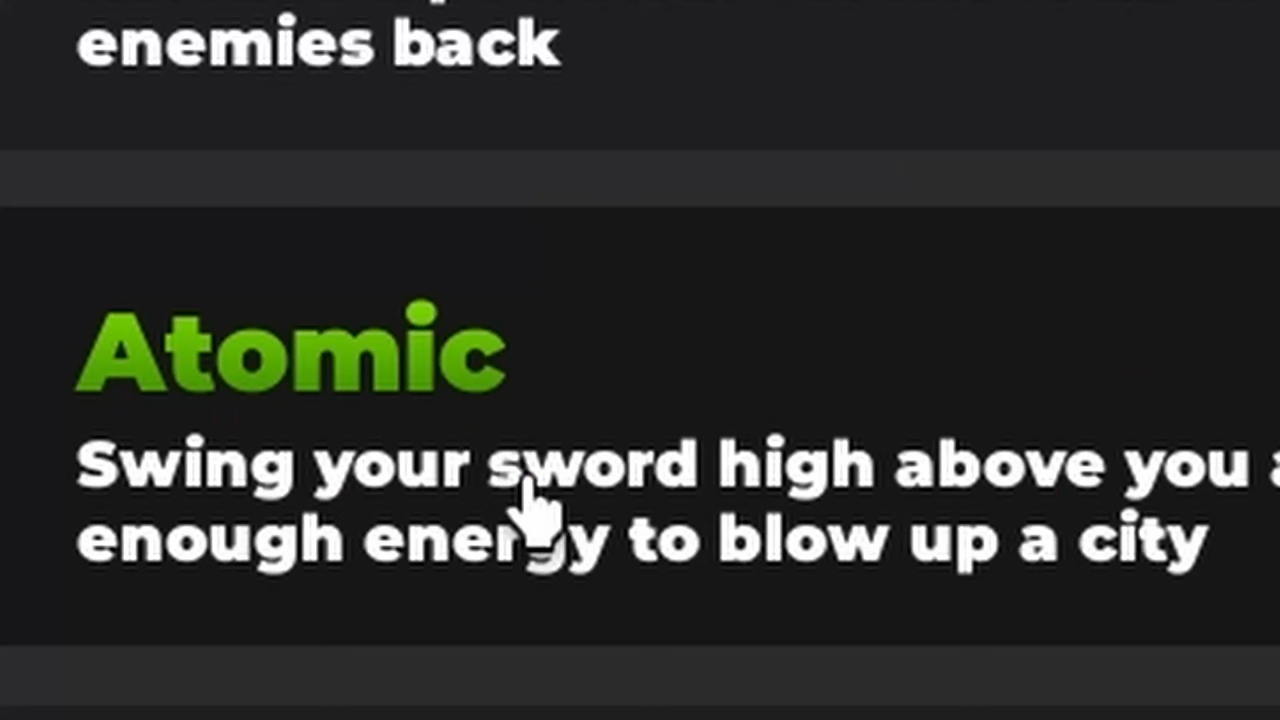 enemies back
Atomic
Swing your sword high above you
enough energy to blow up a city